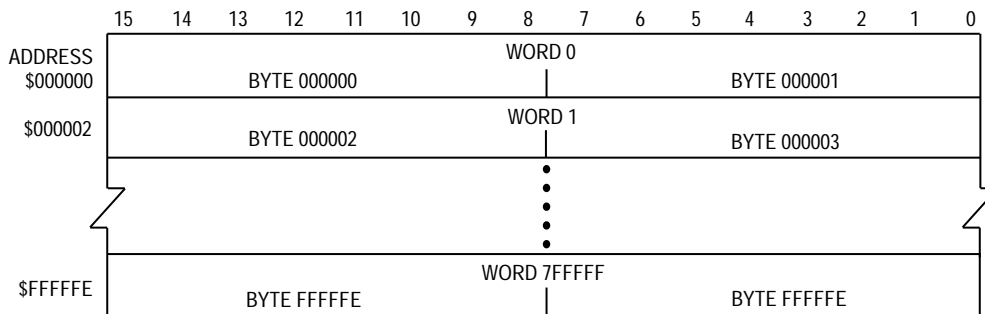 15 14 13 12 11 10 9 8 7 6 5 4 3 2 1 0
ADDRESS
WORD 0
$000000
BYTE 000000
BYTE 000001
$000002
WORD 1
BYTE 000002
BYTE 000003
WORD 7FFFFF
$FFFFFE
BYTE FFFFFE
BYTE FFFFFE